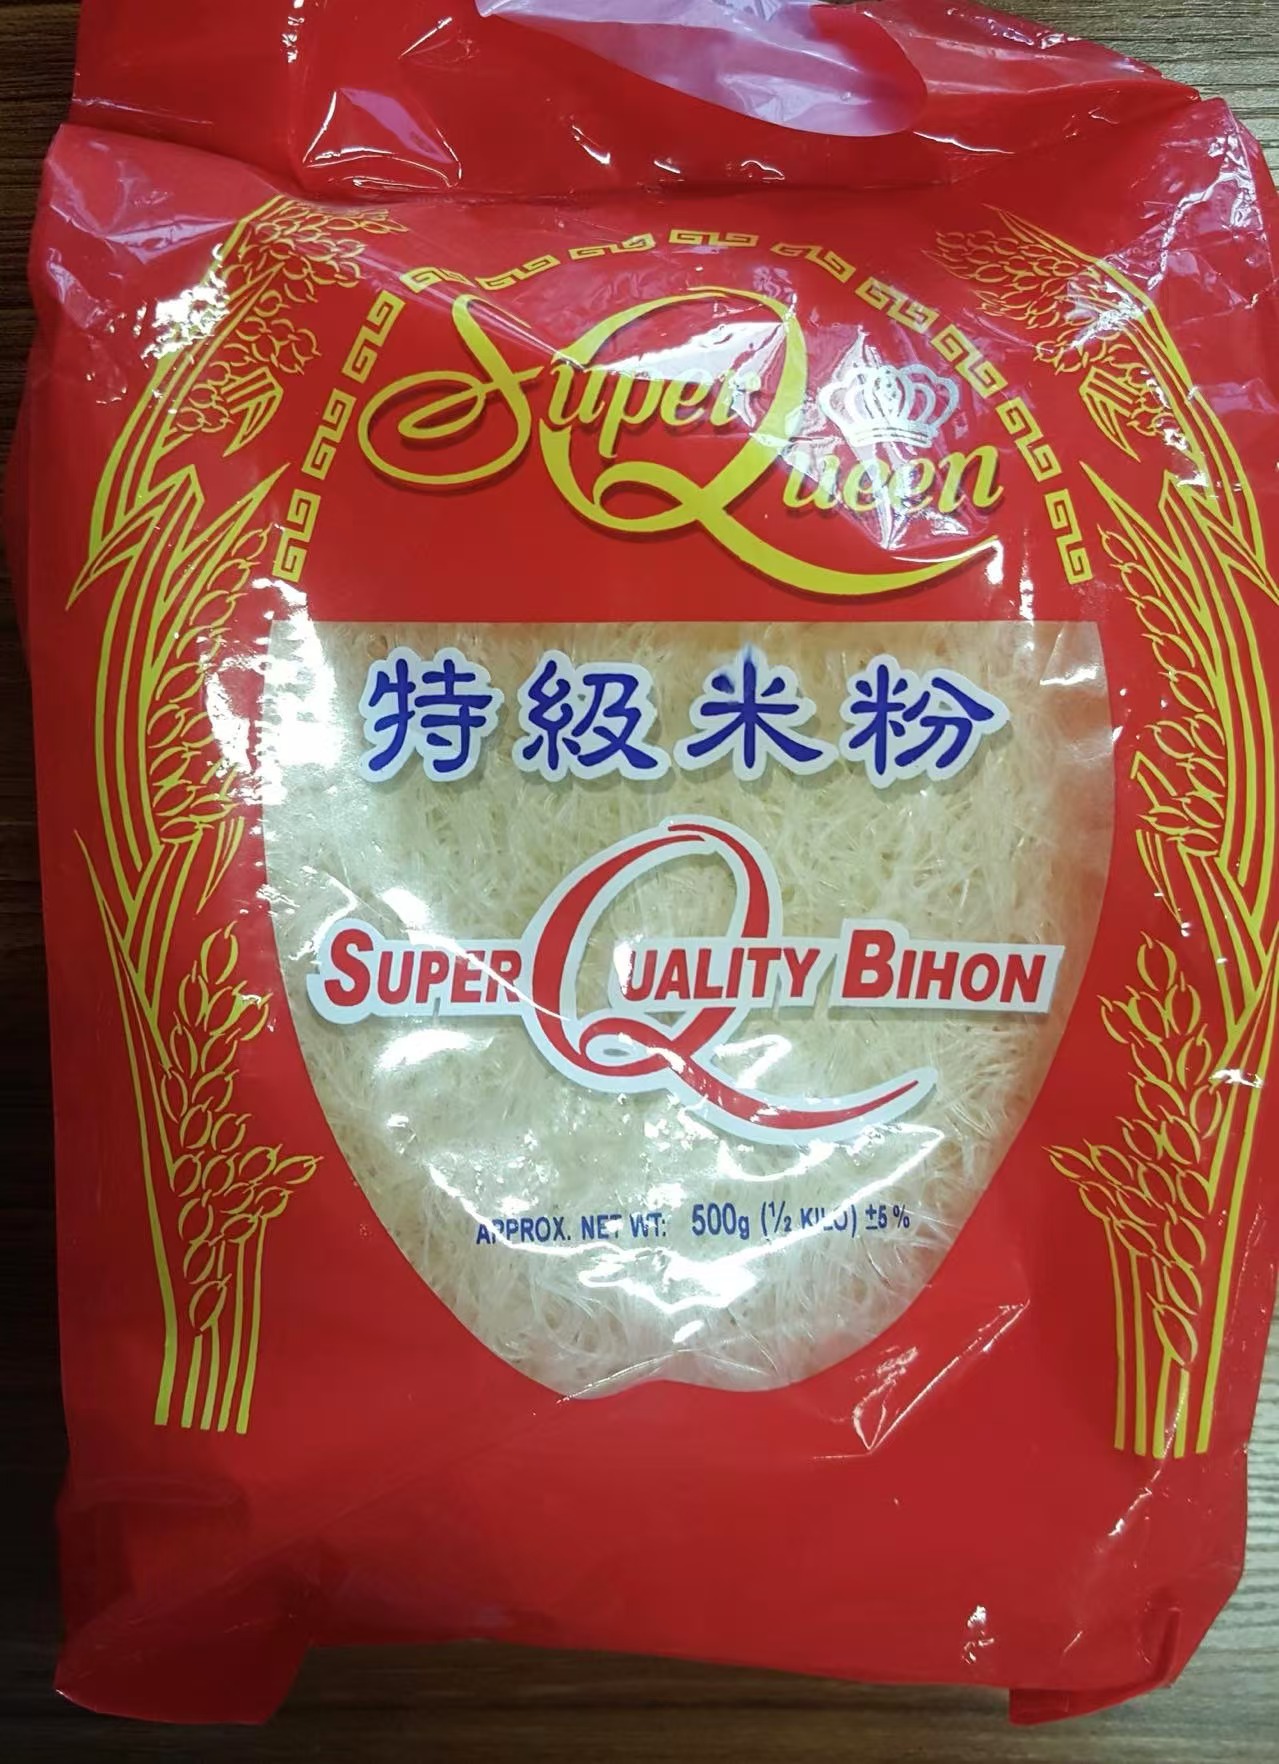 Super Queen
特級米粉
SUPER QUALITY BIHON
APPROX. NET WT: 500g (½ KILO) ±5%